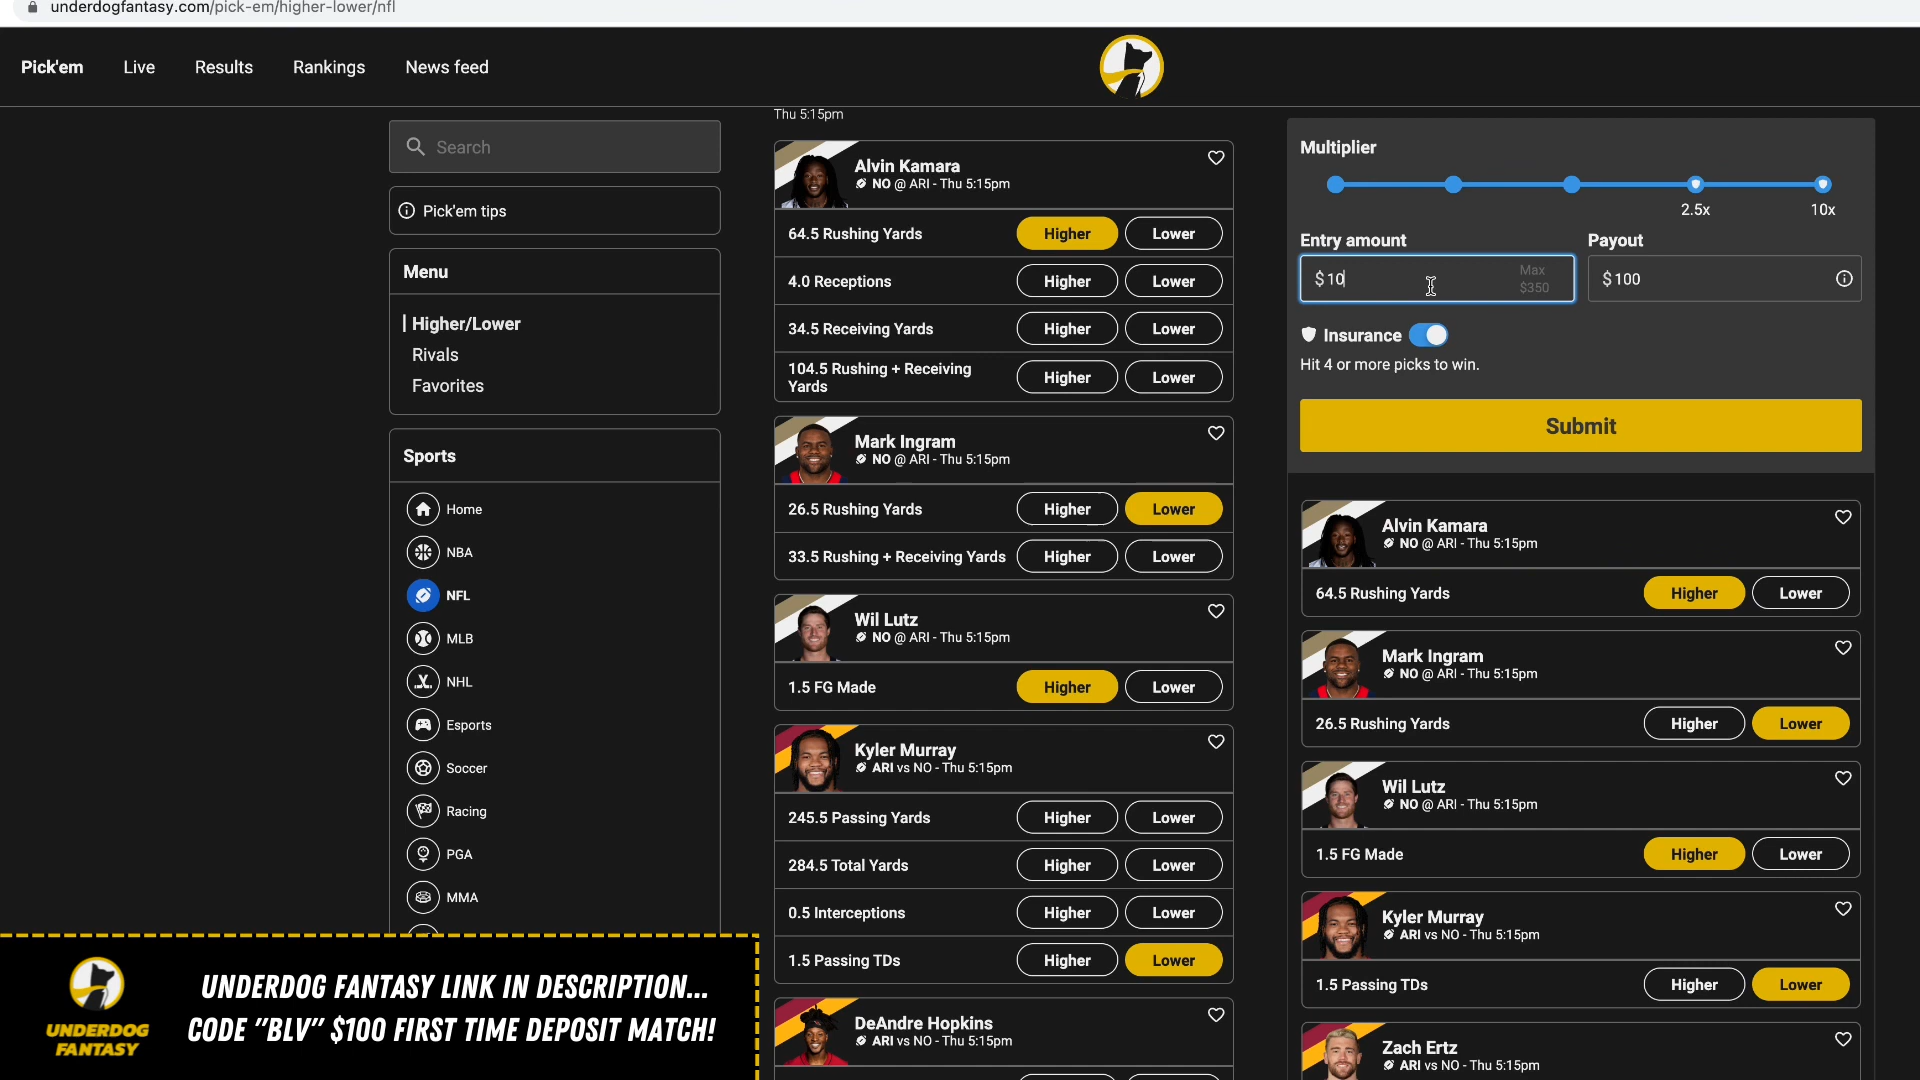 underdogfantasy.com/pick-em/higher-lower/nfl
Pick'em
Live
Results
Rankings
News feed
Search
Pick'em tips
Menu
Higher/Lower
Rivals
Favorites
Sports
Home
NBA
NFL
MLB
NHL
Esports
Soccer
Racing
PGA
MMA
Thu 5:15pm
Alvin Kamara
NO @ ARI - Thu 5:15pm
64.5 Rushing Yards Higher Lower
4.0 Receptions Higher Lower
34.5 Receiving Yards Higher Lower
104.5 Rushing + Receiving
Yards Higher Lower
Mark Ingram
NO @ ARI - Thu 5:15pm
26.5 Rushing Yards Higher Lower
33.5 Rushing + Receiving Yards Higher Lower
Wil Lutz
NO @ ARI - Thu 5:15pm
1.5 FG Made Higher Lower
Kyler Murray
ARI vs NO - Thu 5:15pm
245.5 Passing Yards Higher Lower
284.5 Total Yards Higher Lower
0.5 Interceptions Higher Lower
1.5 Passing TDs Higher Lower
DeAndre Hopkins
ARI vs NO - Thu 5:15pm
Multiplier
2.5x 10x
Entry amount Payout
$ 10 Max
$350
$ 100
Insurance
Hit 4 or more picks to win.
Submit
Alvin Kamara
NO @ ARI - Thu 5:15pm
64.5 Rushing Yards Higher Lower
Mark Ingram
NO @ ARI - Thu 5:15pm
26.5 Rushing Yards Higher Lower
Wil Lutz
NO @ ARI - Thu 5:15pm
1.5 FG Made Higher Lower
Kyler Murray
ARI vs NO - Thu 5:15pm
1.5 Passing TDs Higher Lower
Zach Ertz
ARI vs NO - Thu 5:15pm
UNDERDOG
FANTASY
UNDERDOG FANTASY LINK IN DESCRIPTION...
CODE "BLV" $100 FIRST TIME DEPOSIT MATCH!